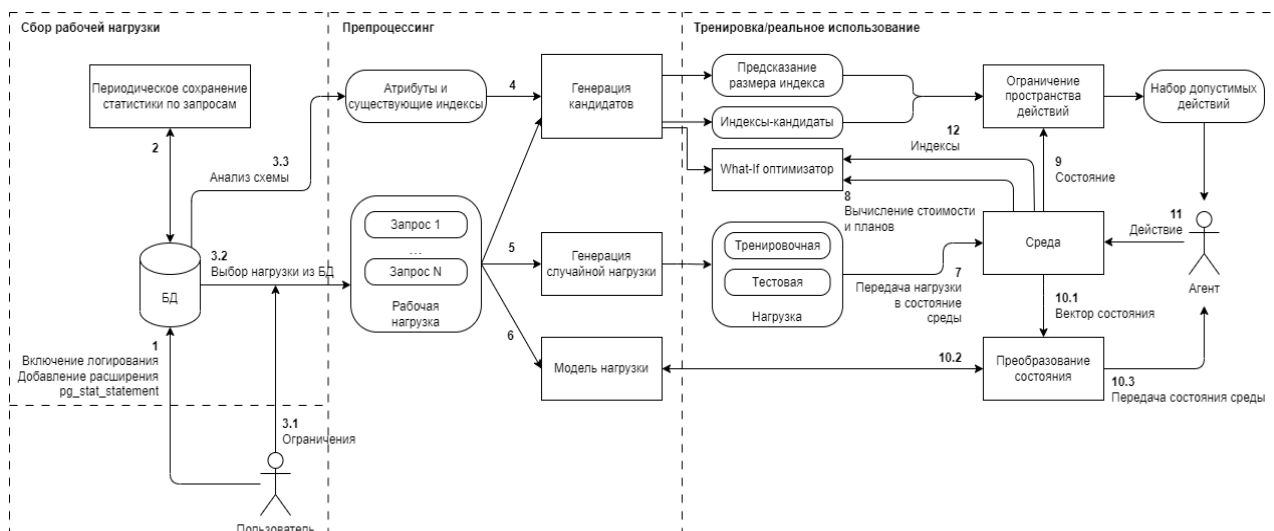 Сбор рабочей нагрузки
Периодическое сохранение
статистики по запросам
2
3.3
Анализ схемы
3.2
Выбор нагрузки из БД
БД
1
Включение логирования
Добавление расширения
pg_stat_statement
3.1
Ограничения
Пользователь
Препроцессинг
Атрибуты и
существующие индексы
4
Генерация
кандидатов
Запрос 1
...
Запрос N
Рабочая
нагрузка
5
Генерация
случайной нагрузки
6
Модель нагрузки
Тренировка/реальное использование
Предсказание
размера индекса
Индексы-кандидаты
What-If оптимизатор
Ограничение
пространства
действий
Набор допустимых
действий
12
Индексы
9
Состояние
8
Вычисление стоимости
и планов
Тренировочная
Тестовая
Нагрузка
7
Передача нагрузки
в состояние
среды
Среда
11
Действие
Агент
10.1
Вектор состояния
10.2
Преобразование
состояния
10.3
Передача состояния среды